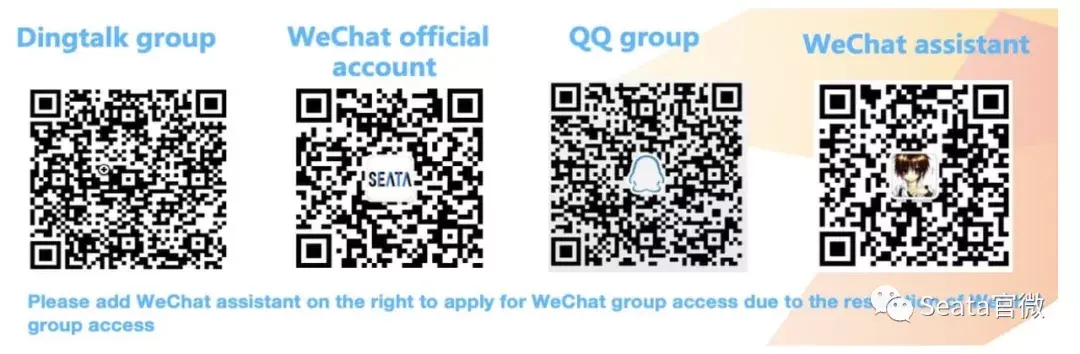 Dingtalk group
WeChat official
account
QQ group
WeChat assistant
SEATA
Please add WeChat assistant on the right to apply for WeChat group access due to the
group access
Seata官微